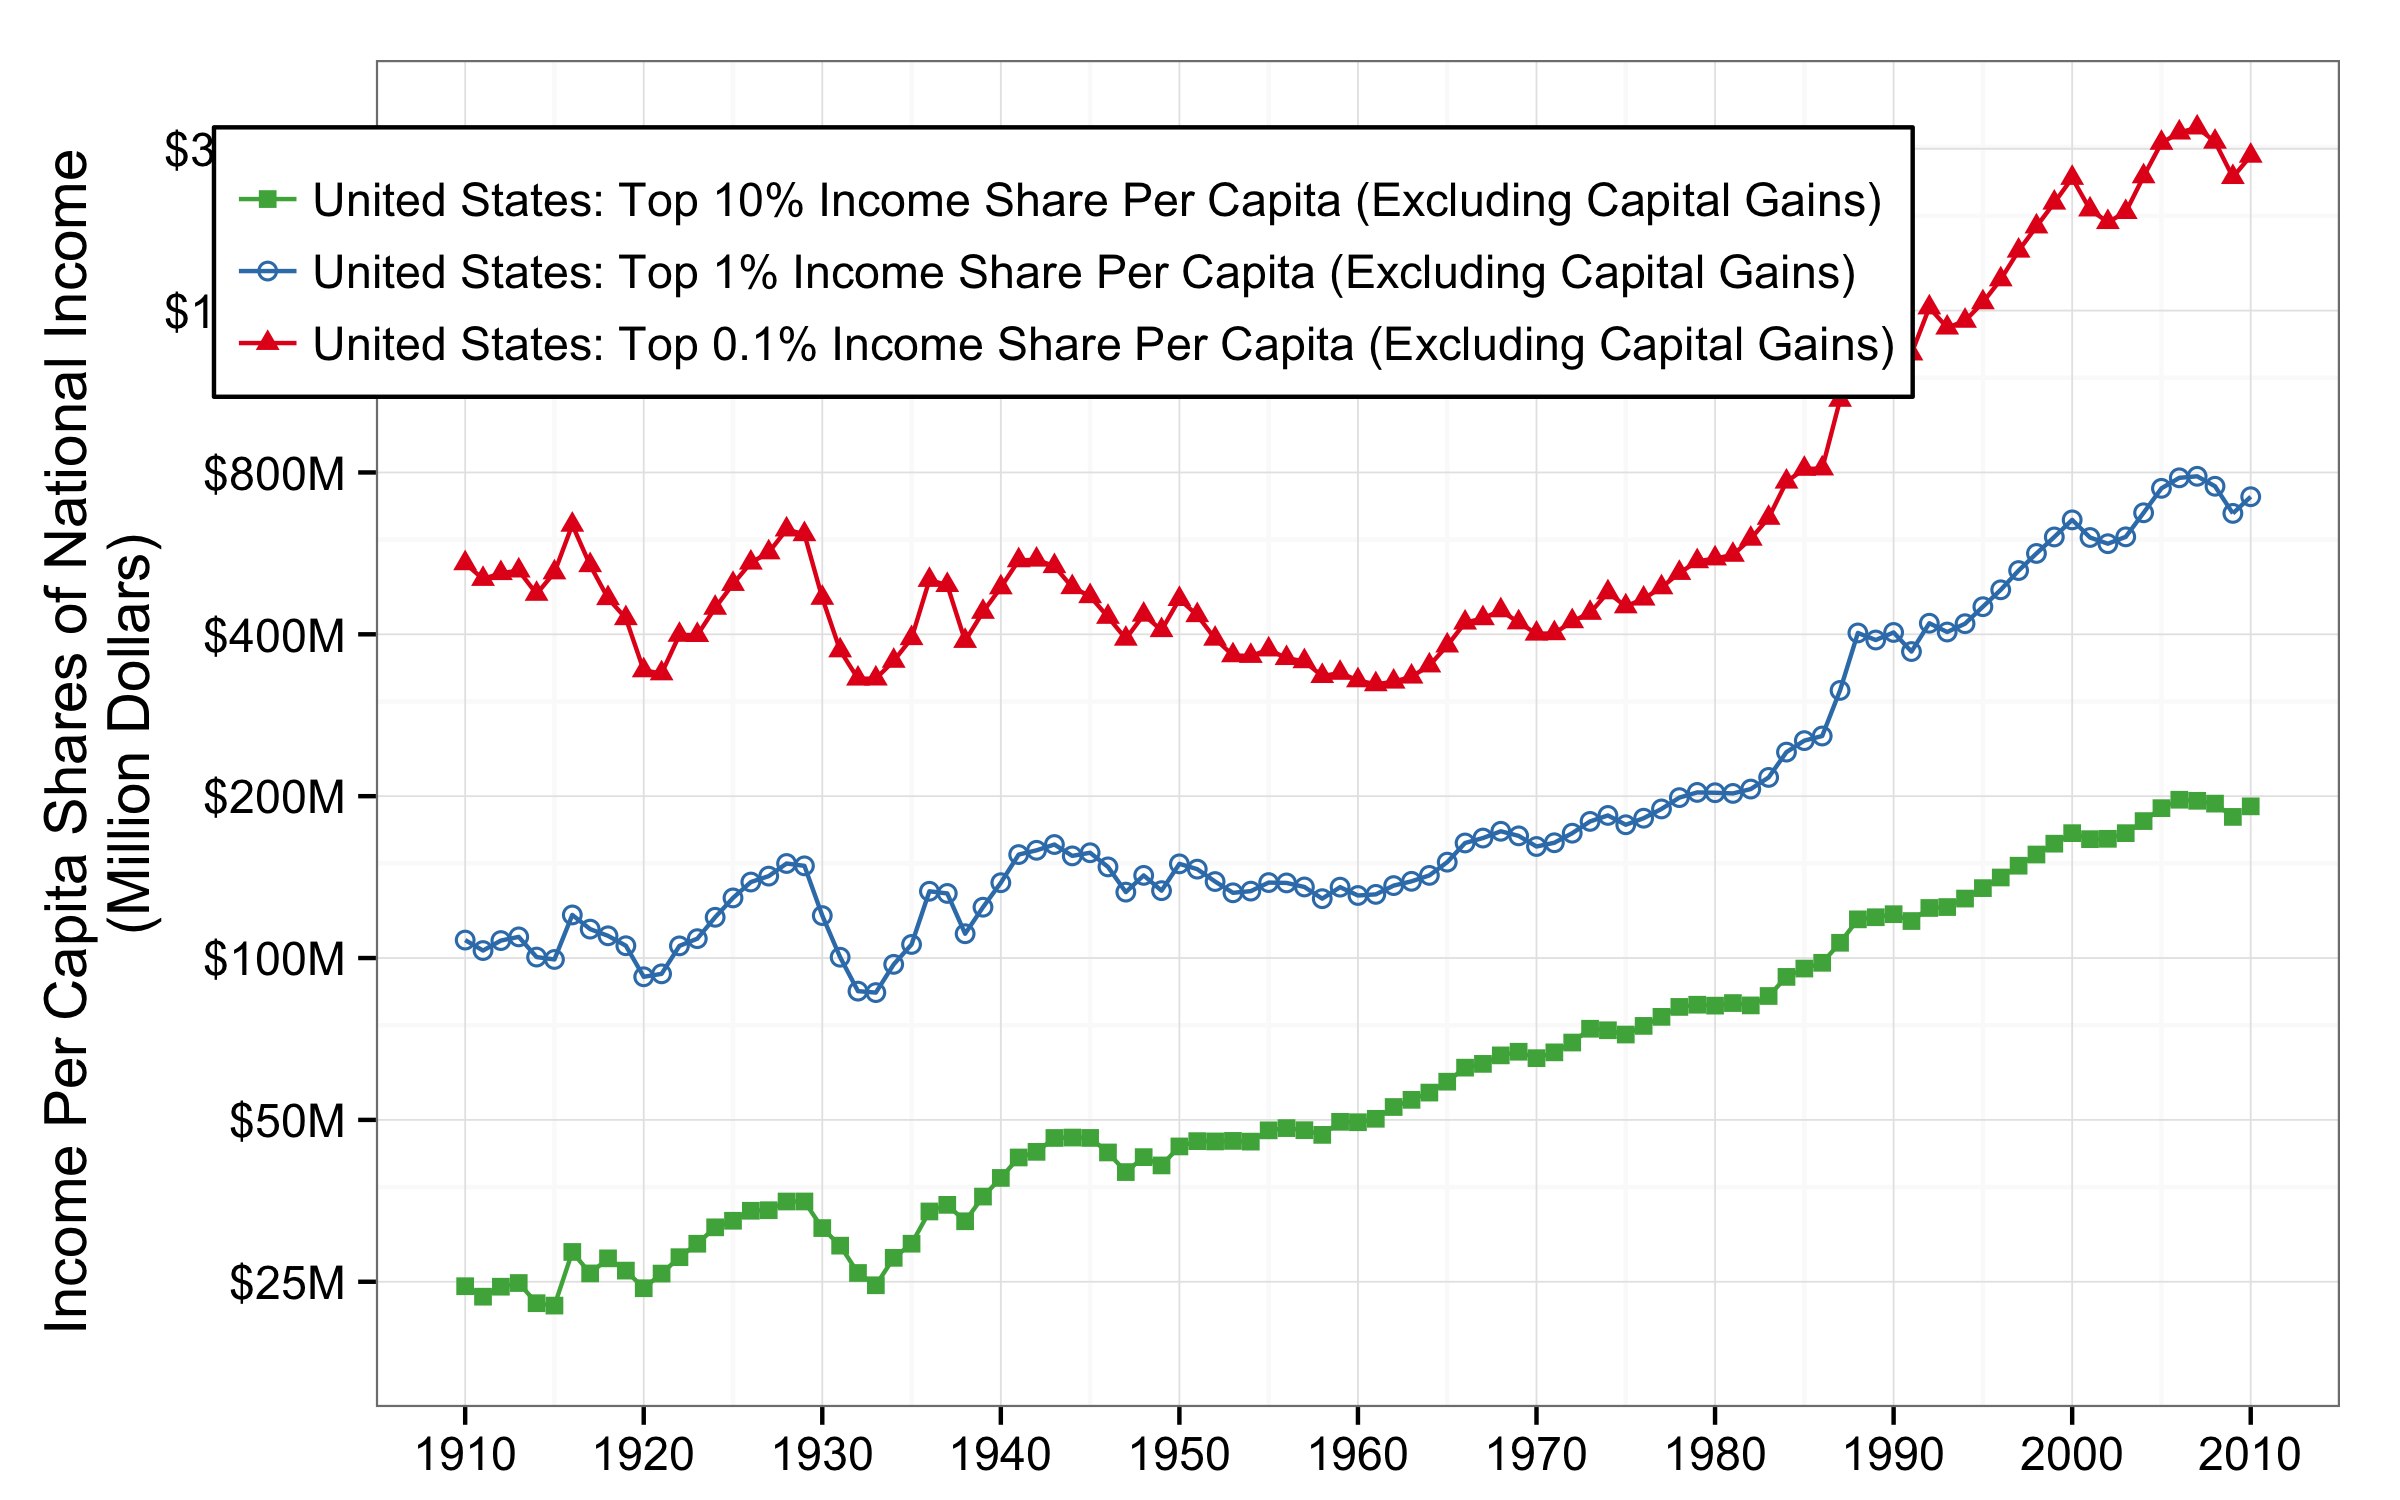 Income Per Capita Shares of National Income
(Million Dollars)
United States: Top 10% Income Share Per Capita (Excluding Capital Gains)
United States: Top 1% Income Share Per Capita (Excluding Capital Gains)
United States: Top 0.1% Income Share Per Capita (Excluding Capital Gains)
$3
$1
$800M
$400M
$200M
$100M
$50M
$25M
1910 1920 1930 1940 1950 1960 1970 1980 1990 2000 2010